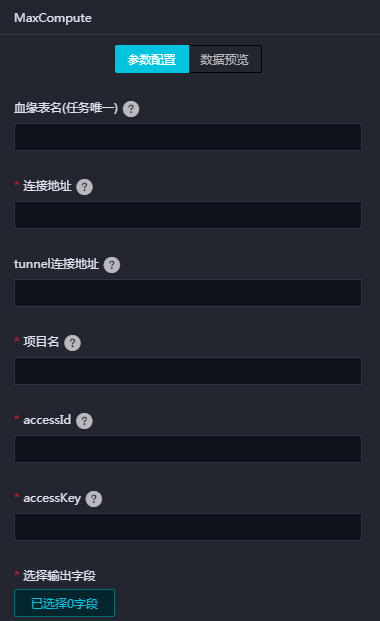 MaxCompute
参数配置 数据预览
血缘表名(任务唯一) ?
* 连接地址 ?
tunnel连接地址 ?
* 项目名 ?
* accessId ?
* accessKey ?
* 选择输出字段
已选择0字段